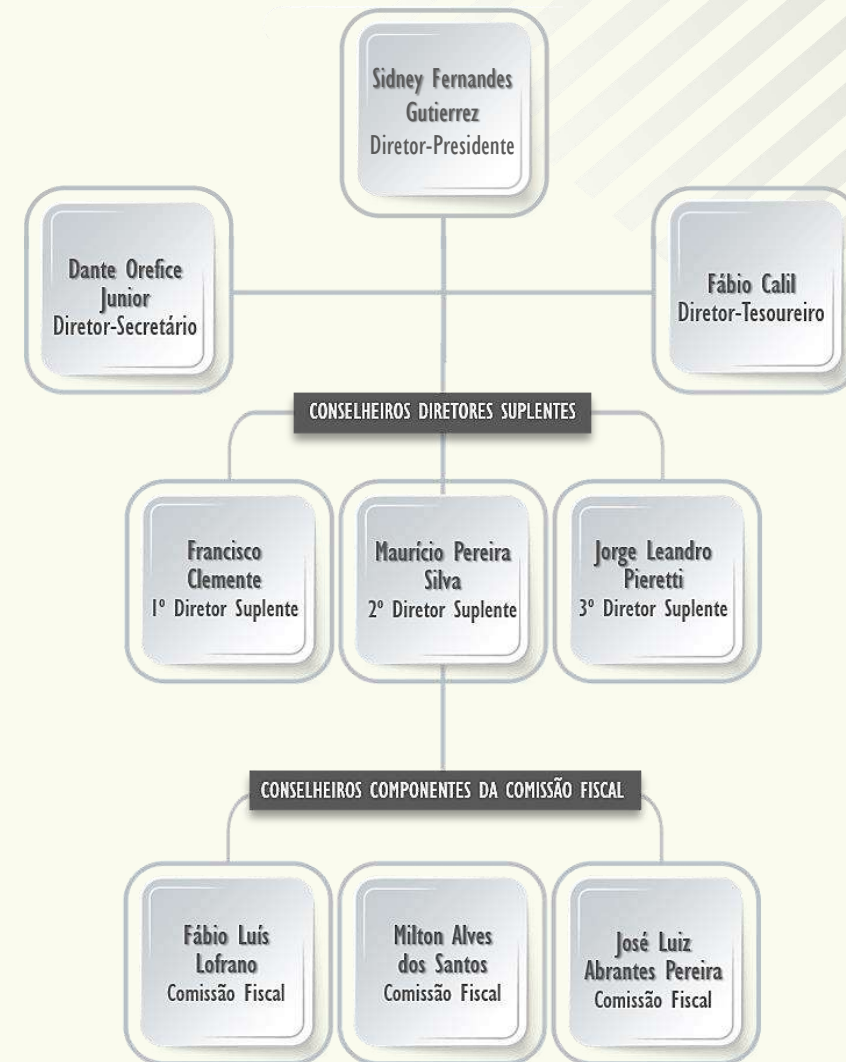 Sidney Fernandes
Gutierrez
Diretor-Presidente
Dante Orefice
Junior
Diretor-Secretário
Fábio Calil
Diretor-Tesoureiro
CONSELHEIROS DIRETORES SUPLENTES
Francisco
Clemente
1º Diretor Suplente
Maurício Pereira
Silva
2º Diretor Suplente
Jorge Leandro
Pieretti
3º Diretor Suplente
CONSELHEIROS COMPONENTES DA COMISSÃO FISCAL
Fábio Luís
Lofrano
Comissão Fiscal
Milton Alves
dos Santos
Comissão Fiscal
José Luiz
Abrantes Pereira
Comissão Fiscal